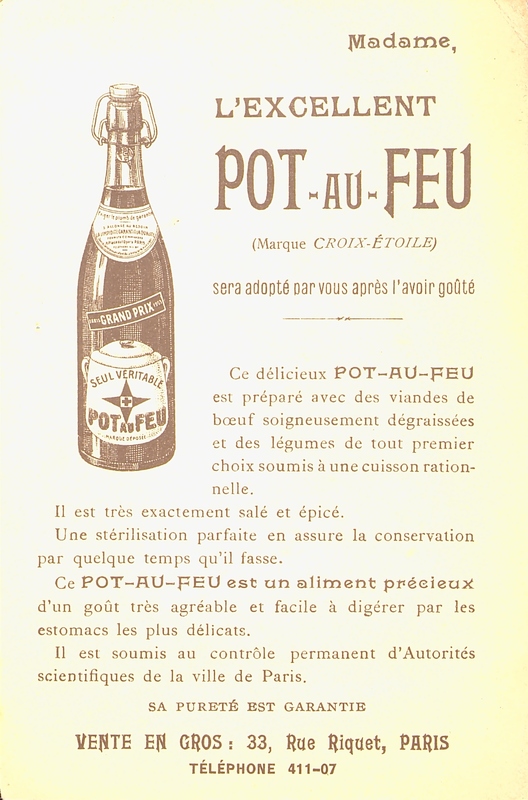 Madame,
L'EXCELLENT
POT-AU-FEU
(Marque CROIX-ÉTOILE)
sera adopté par vous après l'avoir goûté
GRAND PRIX
SEUL VÉRITABLE
POT AU FEU
MARQUE DÉPOSÉE
Ce délicieux POT-AU-FEU
est préparé avec des viandes de
bœuf soigneusement dégraissées
et des légumes de tout premier
choix soumis à une cuisson ration-
nelle.
Il est très exactement salé et épicé.
Une stérilisation parfaite en assure la conservation
par quelque temps qu'il fasse.
Ce POT-AU-FEU est un aliment précieux
d'un goût très agréable et facile à digérer par les
estomacs les plus délicats.
Il est soumis au contrôle permanent d'Autorités
scientifiques de la ville de Paris.
SA PURETÉ EST GARANTIE
VENTE EN GROS : 33, Rue Riquet, PARIS
TÉLÉPHONE 411-07